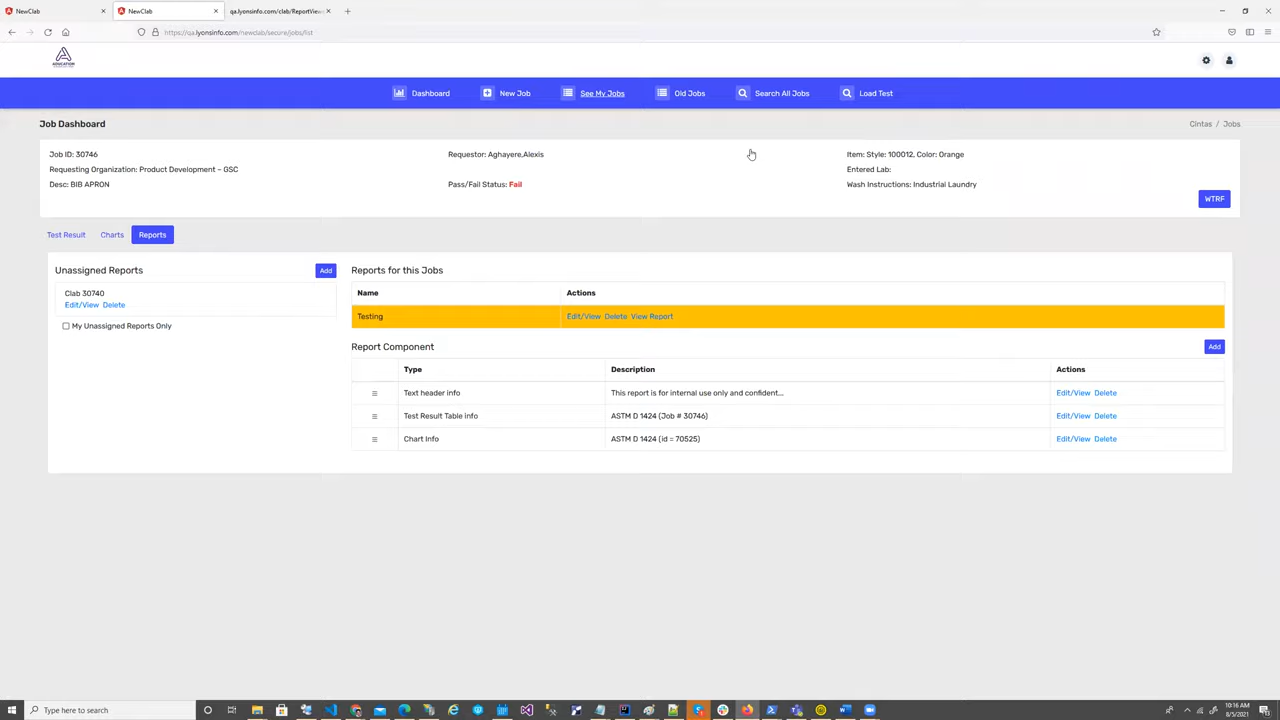 NewClab
NewClab
qa.lyonsinfo.com/clab/ReportView
https://qa.lyonsinfo.com/newclab/secure/jobs/list
Dashboard New Job See My Jobs Old Jobs Search All Jobs Load Test
Job Dashboard
Cintas / Jobs
Job ID: 30746
Requestor: Aghayere,Alexis
Item: Style: 100012, Color: Orange
Requesting Organization: Product Development - GSC
Entered Lab:
Desc: BIB APRON
Pass/Fail Status: Fail
Wash Instructions: Industrial Laundry
WTRF
Test Result Charts Reports
Unassigned Reports
Add
Clab 30740
Edit/View Delete
My Unassigned Reports Only
Reports for this Jobs
Name Actions
Testing Edit/View Delete View Report
Report Component
Add
Type Description Actions
Text header info This report is for internal use only and confident... Edit/View Delete
Test Result Table info ASTM D 1424 (Job # 30746) Edit/View Delete
Chart Info ASTM D 1424 (id = 70525) Edit/View Delete
Type here to search
10:16 AM
8/5/2021